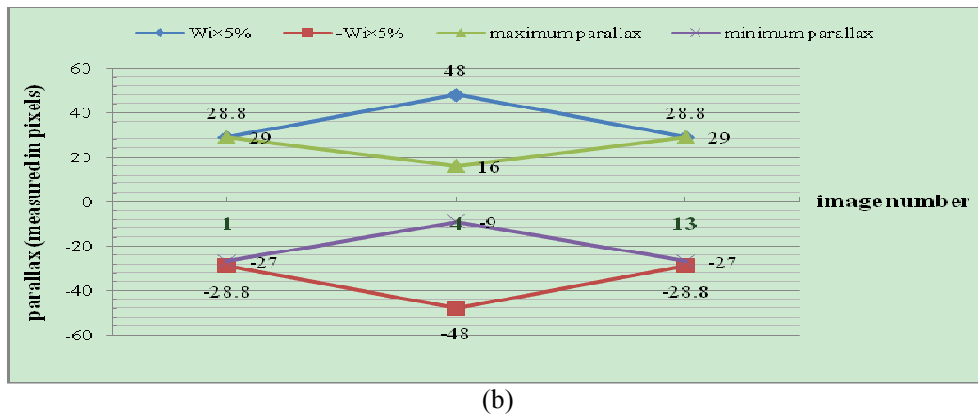 Wi×5% -Wi×5% maximum parallax minimum parallax
parallax (measured in pixels)
60
40
20
0
-20
-40
-60
48
28.8 28.8
29 16 29
image number
1 4 13
-9
-27 -27
-28.8 -28.8
-48
(b)